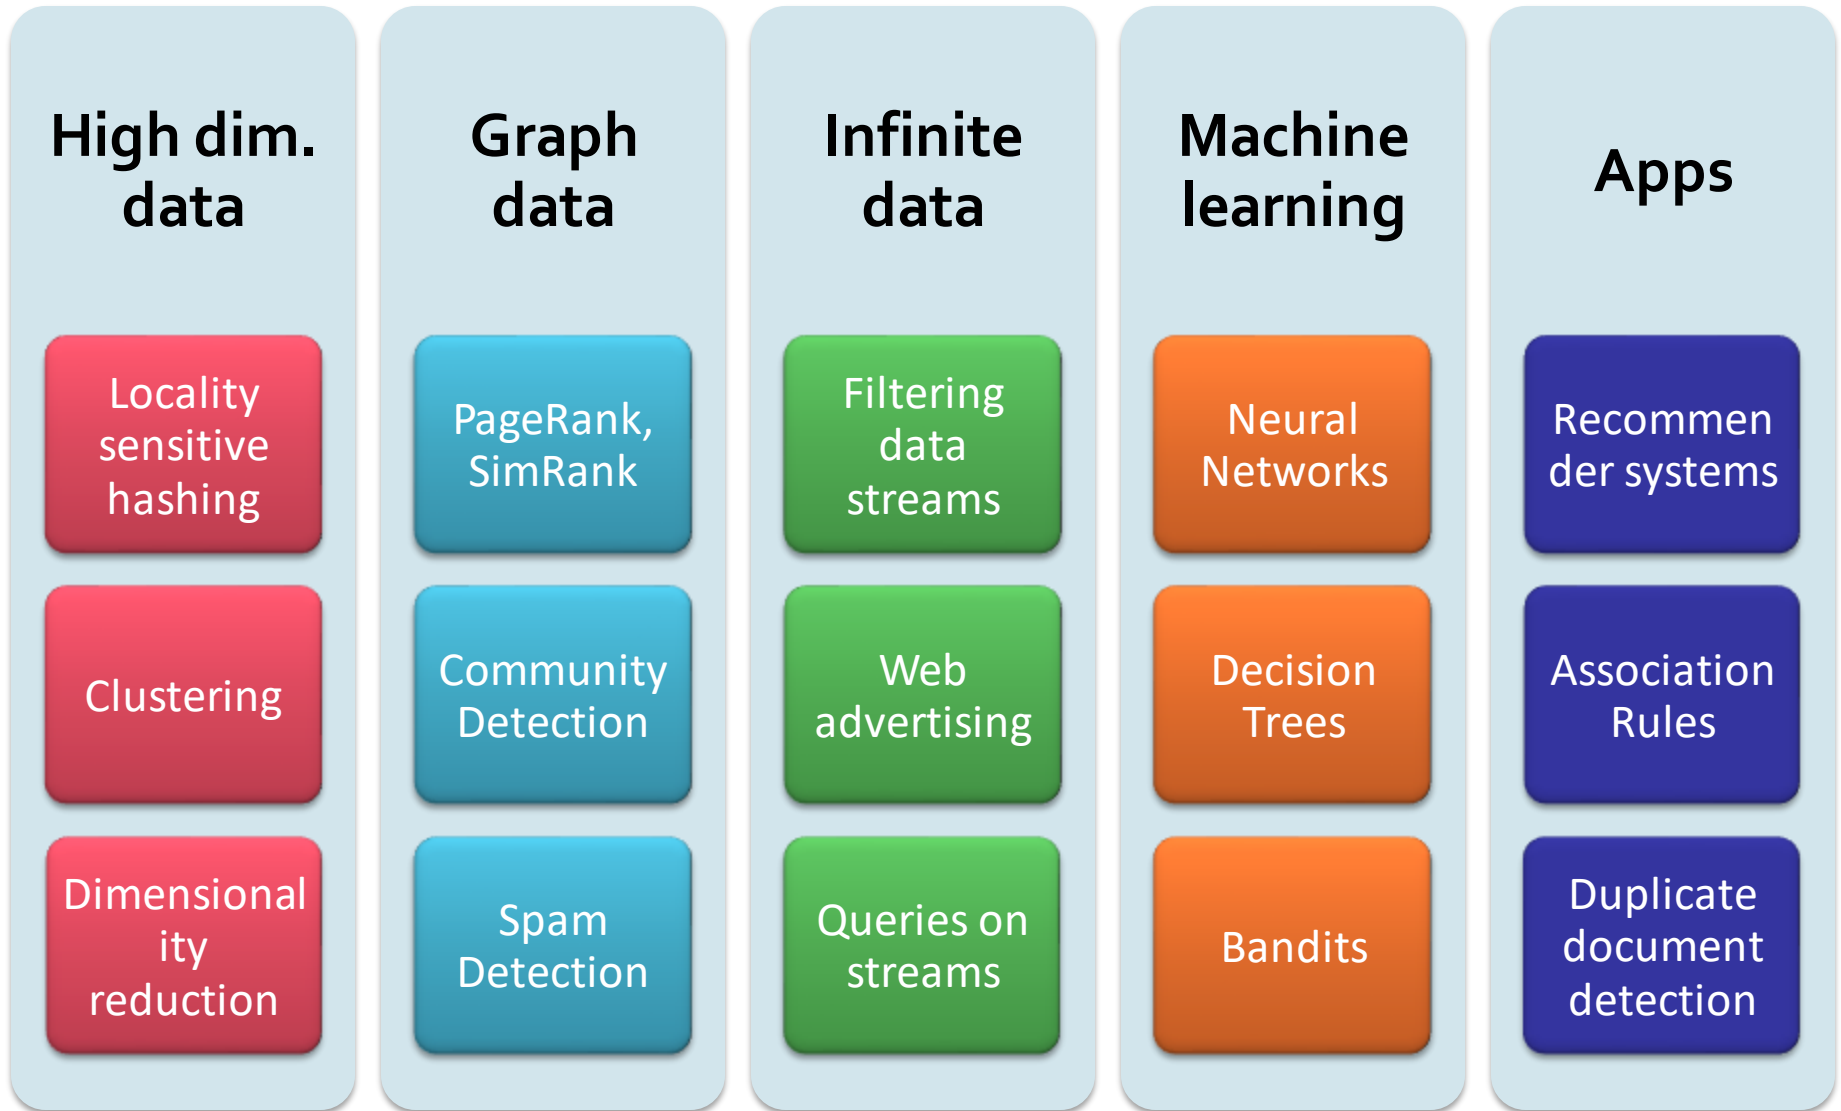 High dim.
data
Locality
sensitive
hashing
Clustering
Dimensional
ity
reduction
Graph
data
PageRank,
SimRank
Community
Detection
Spam
Detection
Infinite
data
Filtering
data
streams
Web
advertising
Queries on
streams
Machine
learning
Neural
Networks
Decision
Trees
Bandits
Apps
Recommen
der systems
Association
Rules
Duplicate
document
detection